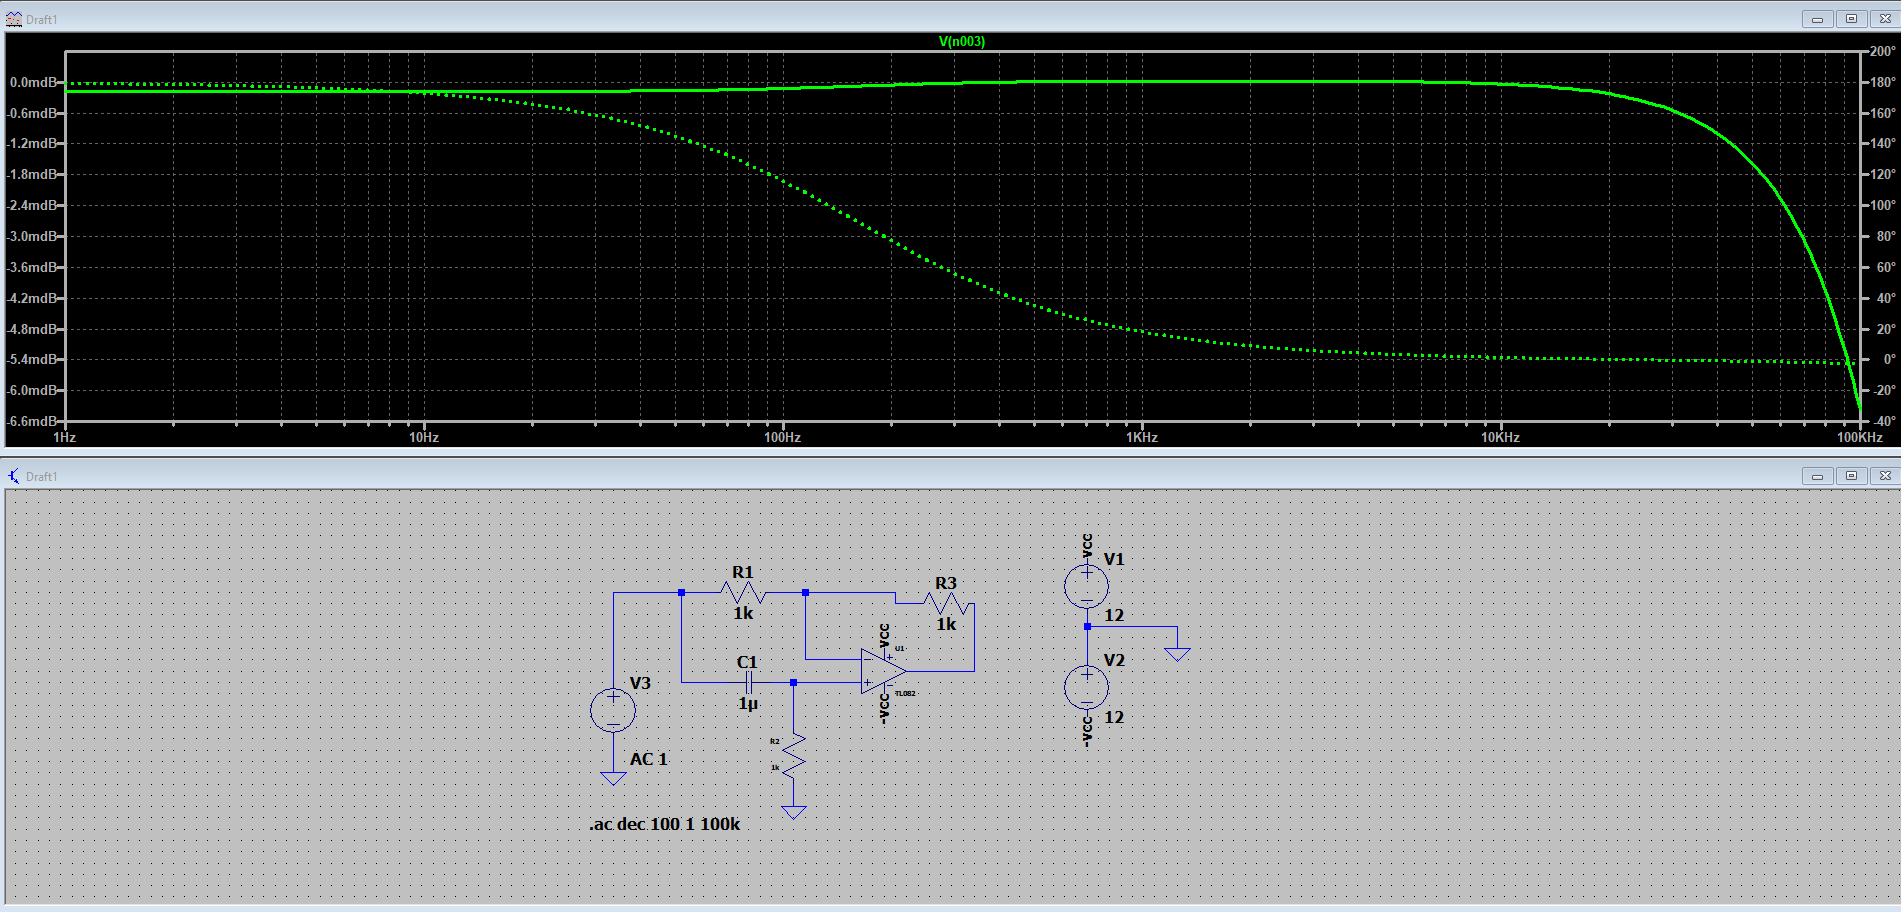 Draft1
V(n003)
0.0mdB
-0.6mdB
-1.2mdB
-1.8mdB
-2.4mdB
-3.0mdB
-3.6mdB
-4.2mdB
-4.8mdB
-5.4mdB
-6.0mdB
-6.6mdB
200°
180°
160°
140°
120°
100°
80°
60°
40°
20°
0°
-20°
-40°
1Hz
10Hz
100Hz
1KHz
10KHz
100KHz
Draft1
R1
1k
R3
1k
VCC
U1
TL082
-VCC
C1
1µ
V3
AC 1
R2
1k
VCC
V1
12
V2
12
-VCC
.ac dec 100 1 100k